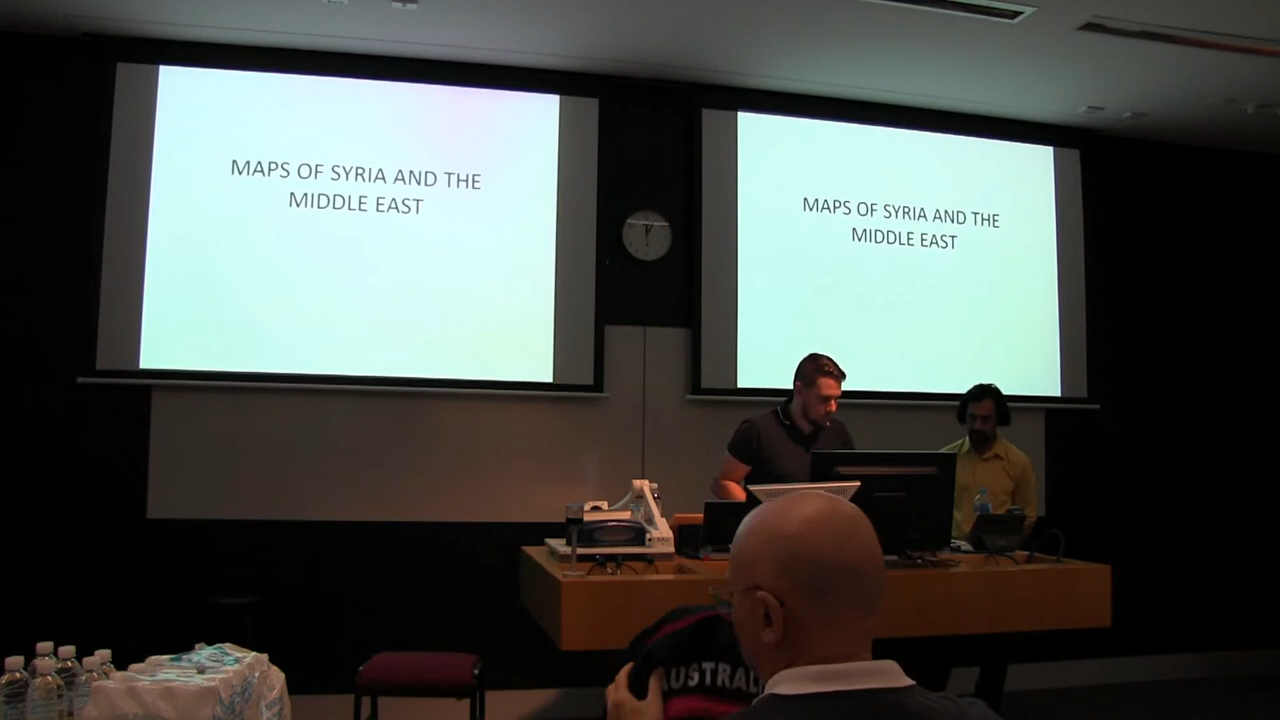 MAPS OF SYRIA AND THE
MIDDLE EAST
MAPS OF SYRIA AND THE
MIDDLE EAST
AUSTRAL